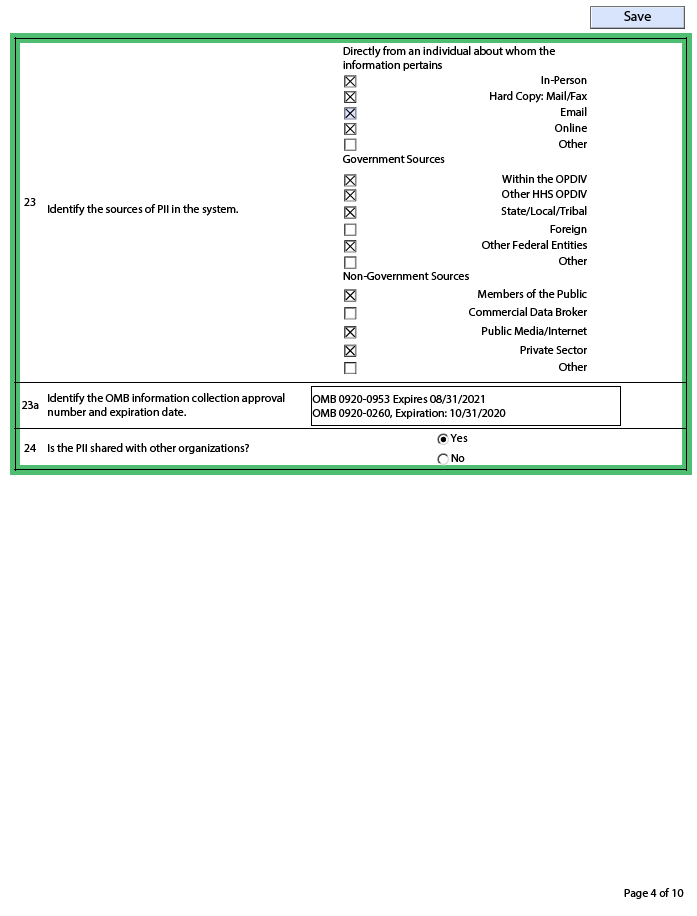 Save
Directly from an individual about whom the
information pertains
In-Person
Hard Copy: Mail/Fax
Email
Online
Other
Government Sources
Within the OPDIV
Other HHS OPDIV
State/Local/Tribal
Foreign
Other Federal Entities
Other
Non-Government Sources
Members of the Public
Commercial Data Broker
Public Media/Internet
Private Sector
Other
23 Identify the sources of PII in the system.
23a Identify the OMB information collection approval
number and expiration date.
OMB 0920-0953 Expires 08/31/2021
OMB 0920-0260, Expiration: 10/31/2020
24 Is the PII shared with other organizations?
Yes
No
Page 4 of 10